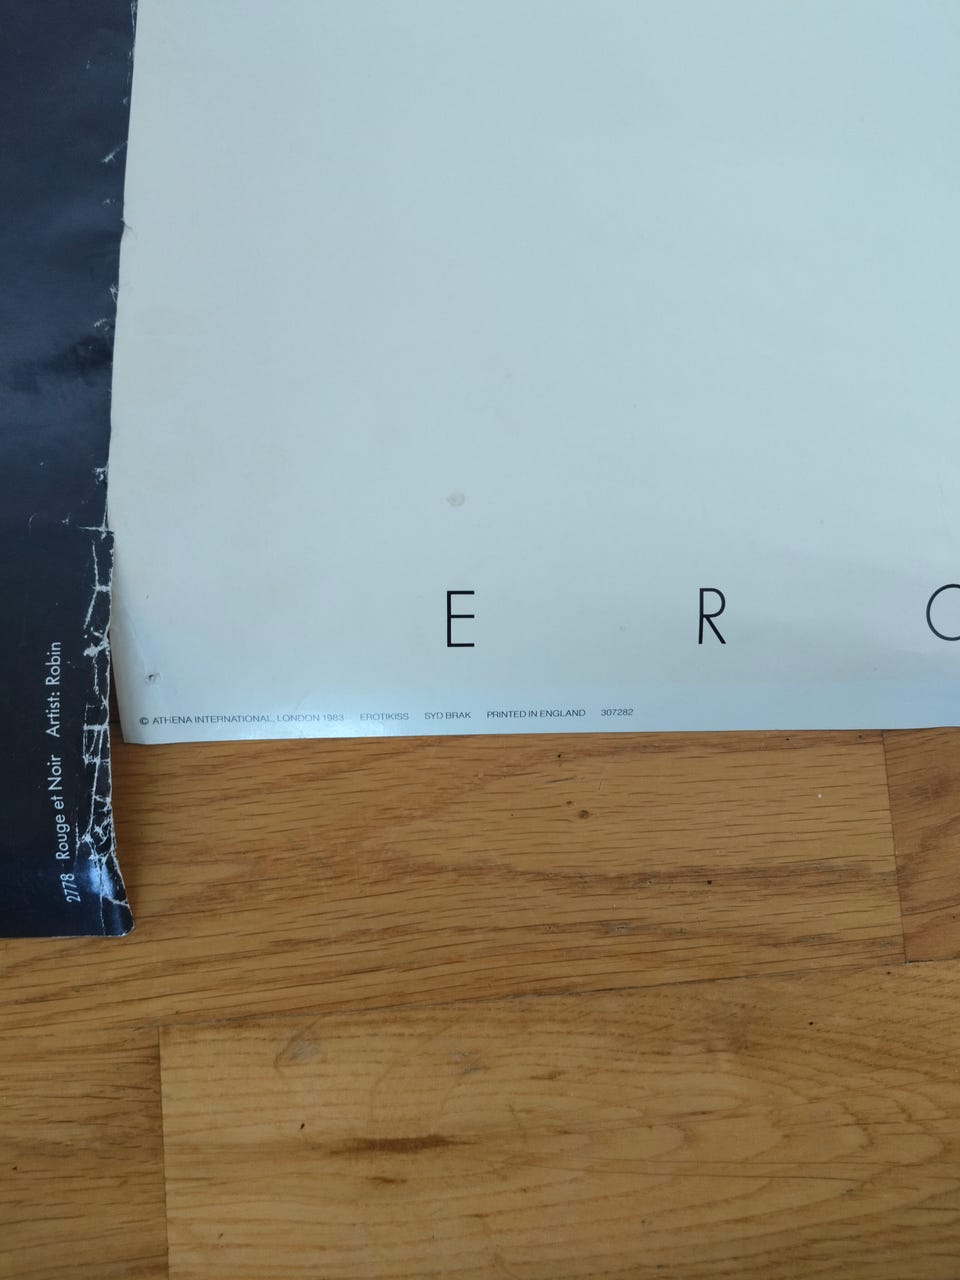 E R O
© ATHENA INTERNATIONAL, LONDON 1983 EROTIKISS SYD BRAK PRINTED IN ENGLAND 307282
2778 Rouge et Noir Artist: Robin